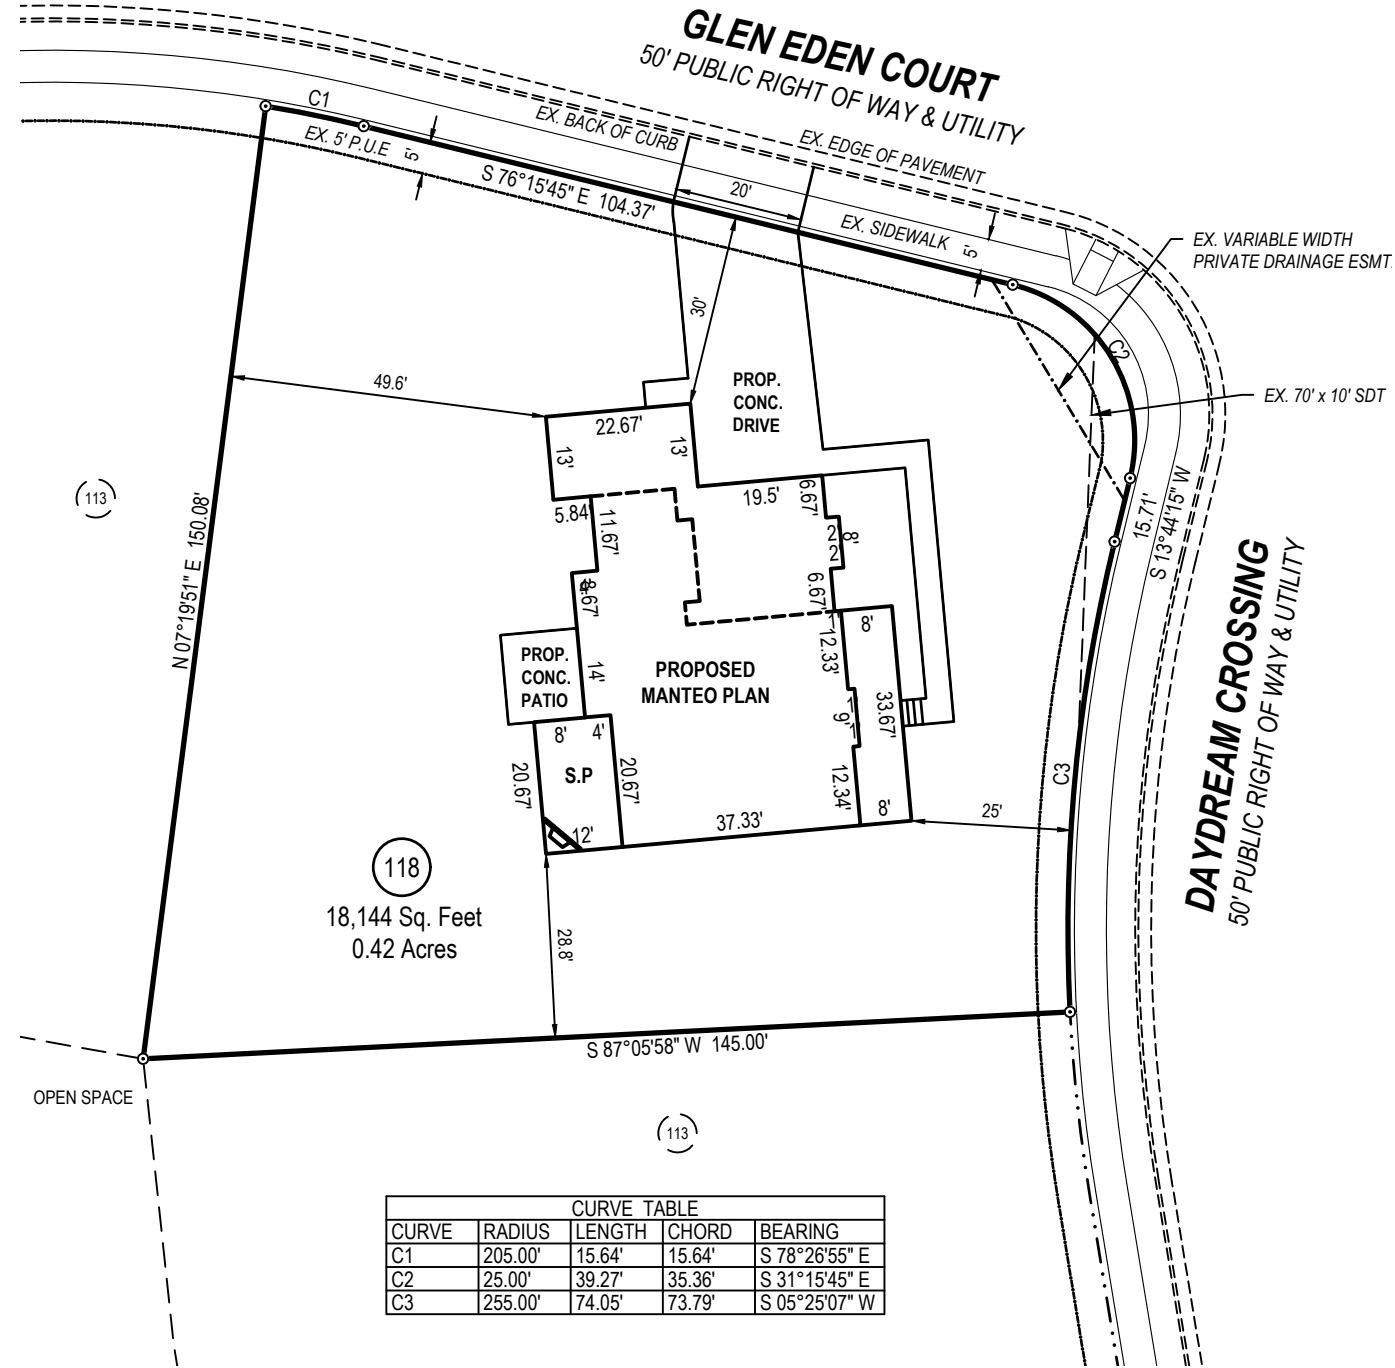 GLEN EDEN COURT
50' PUBLIC RIGHT OF WAY & UTILITY
C1
EX. 5' P.U.E
5'
EX. BACK OF CURB
EX. EDGE OF PAVEMENT
S 76°15'45" E 104.37'
20'
EX. SIDEWALK
5'
EX. VARIABLE WIDTH
PRIVATE DRAINAGE ESMT.
C2
EX. 70' x 10' SDT
30'
49.6'
PROP.
CONC.
DRIVE
22.67'
13'
13'
113
5.84'
11.67'
19.5'
6.67'
2
8'
2
6.67'
15.71'
S 13°44'15" W
N 07°19'51" E 150.08'
8.67'
14'
PROP.
CONC.
PATIO
PROPOSED
MANTEO PLAN
1'
12.33'
8'
1
9'
1
33.67'
12.34'
8'
8'
4'
S.P
20.67'
20.67'
12'
37.33'
25'
C3
DAYDREAM CROSSING
50' PUBLIC RIGHT OF WAY & UTILITY
118
18,144 Sq. Feet
0.42 Acres
28.8'
S 87°05'58" W 145.00'
OPEN SPACE
113
CURVE TABLE
CURVE RADIUS LENGTH CHORD BEARING
C1 205.00' 15.64' 15.64' S 78°26'55" E
C2 25.00' 39.27' 35.36' S 31°15'45" E
C3 255.00' 74.05' 73.79' S 05°25'07" W